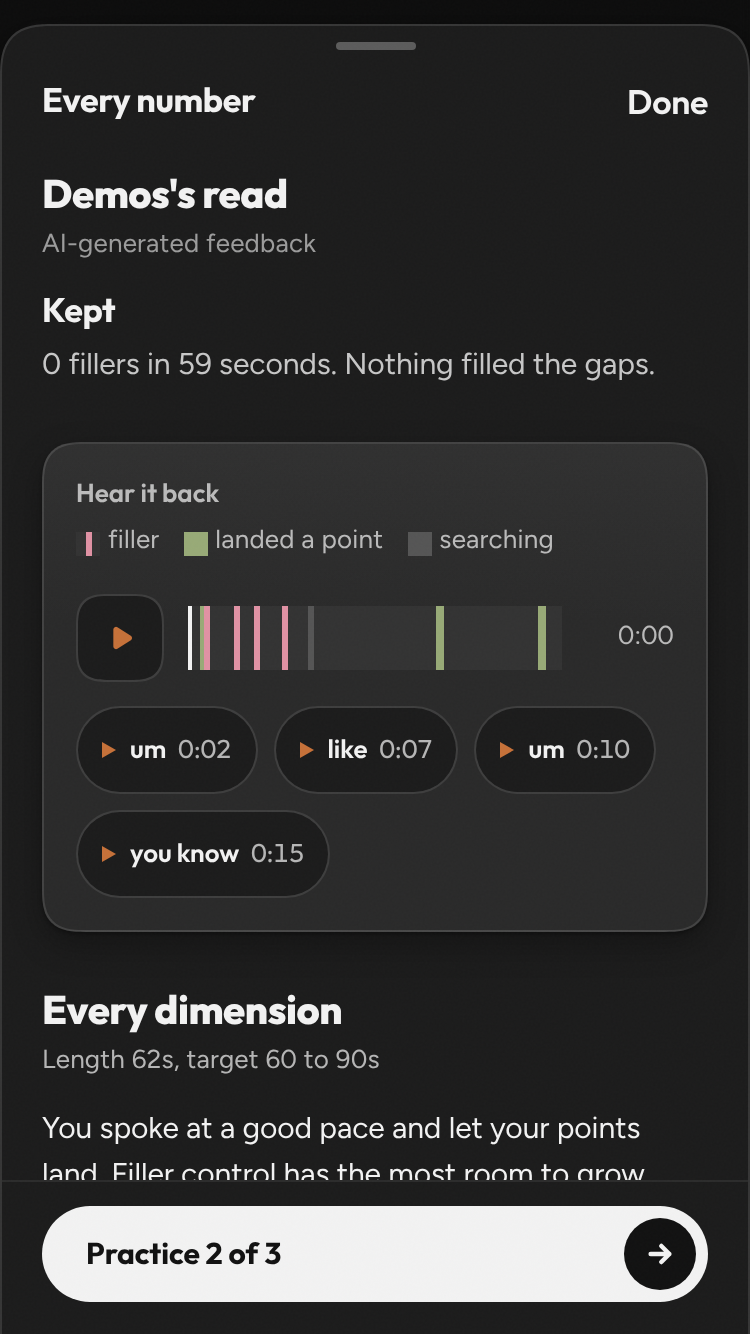 Every number
Done
Demos's read
AI-generated feedback
Kept
0 fillers in 59 seconds. Nothing filled the gaps.
Hear it back
filler landed a point searching
0:00
um 0:02 like 0:07 um 0:10
you know 0:15
Every dimension
Length 62s, target 60 to 90s
You spoke at a good pace and let your points
land. Filler control has the most room to grow
Practice 2 of 3